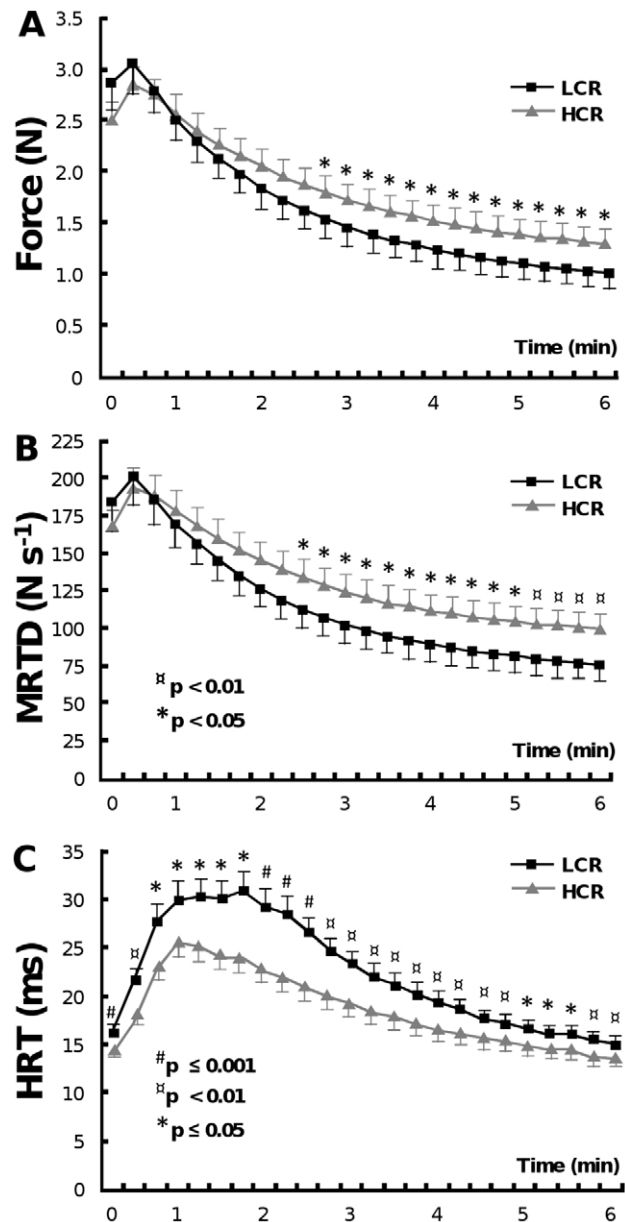 A
Force (N)
3.5
3.0
2.5
2.0
1.5
1.0
0.5
0
LCR
HCR
* * * * * * * * * * * * * *
Time (min)
0 1 2 3 4 5 6
B
MRTD (N s-1)
225
200
175
150
125
100
75
50
25
0
LCR
HCR
* * * * * * * * * * * ¤ ¤ ¤ ¤
¤ p < 0.01
* p < 0.05
Time (min)
0 1 2 3 4 5 6
C
HRT (ms)
35
30
25
20
15
10
5
0
LCR
HCR
# ¤ * * * * * # # # ¤ ¤ ¤ ¤ ¤ ¤ ¤ ¤ ¤ * * * ¤ ¤
# p ≤ 0.001
¤ p < 0.01
* p ≤ 0.05
Time (min)
0 1 2 3 4 5 6